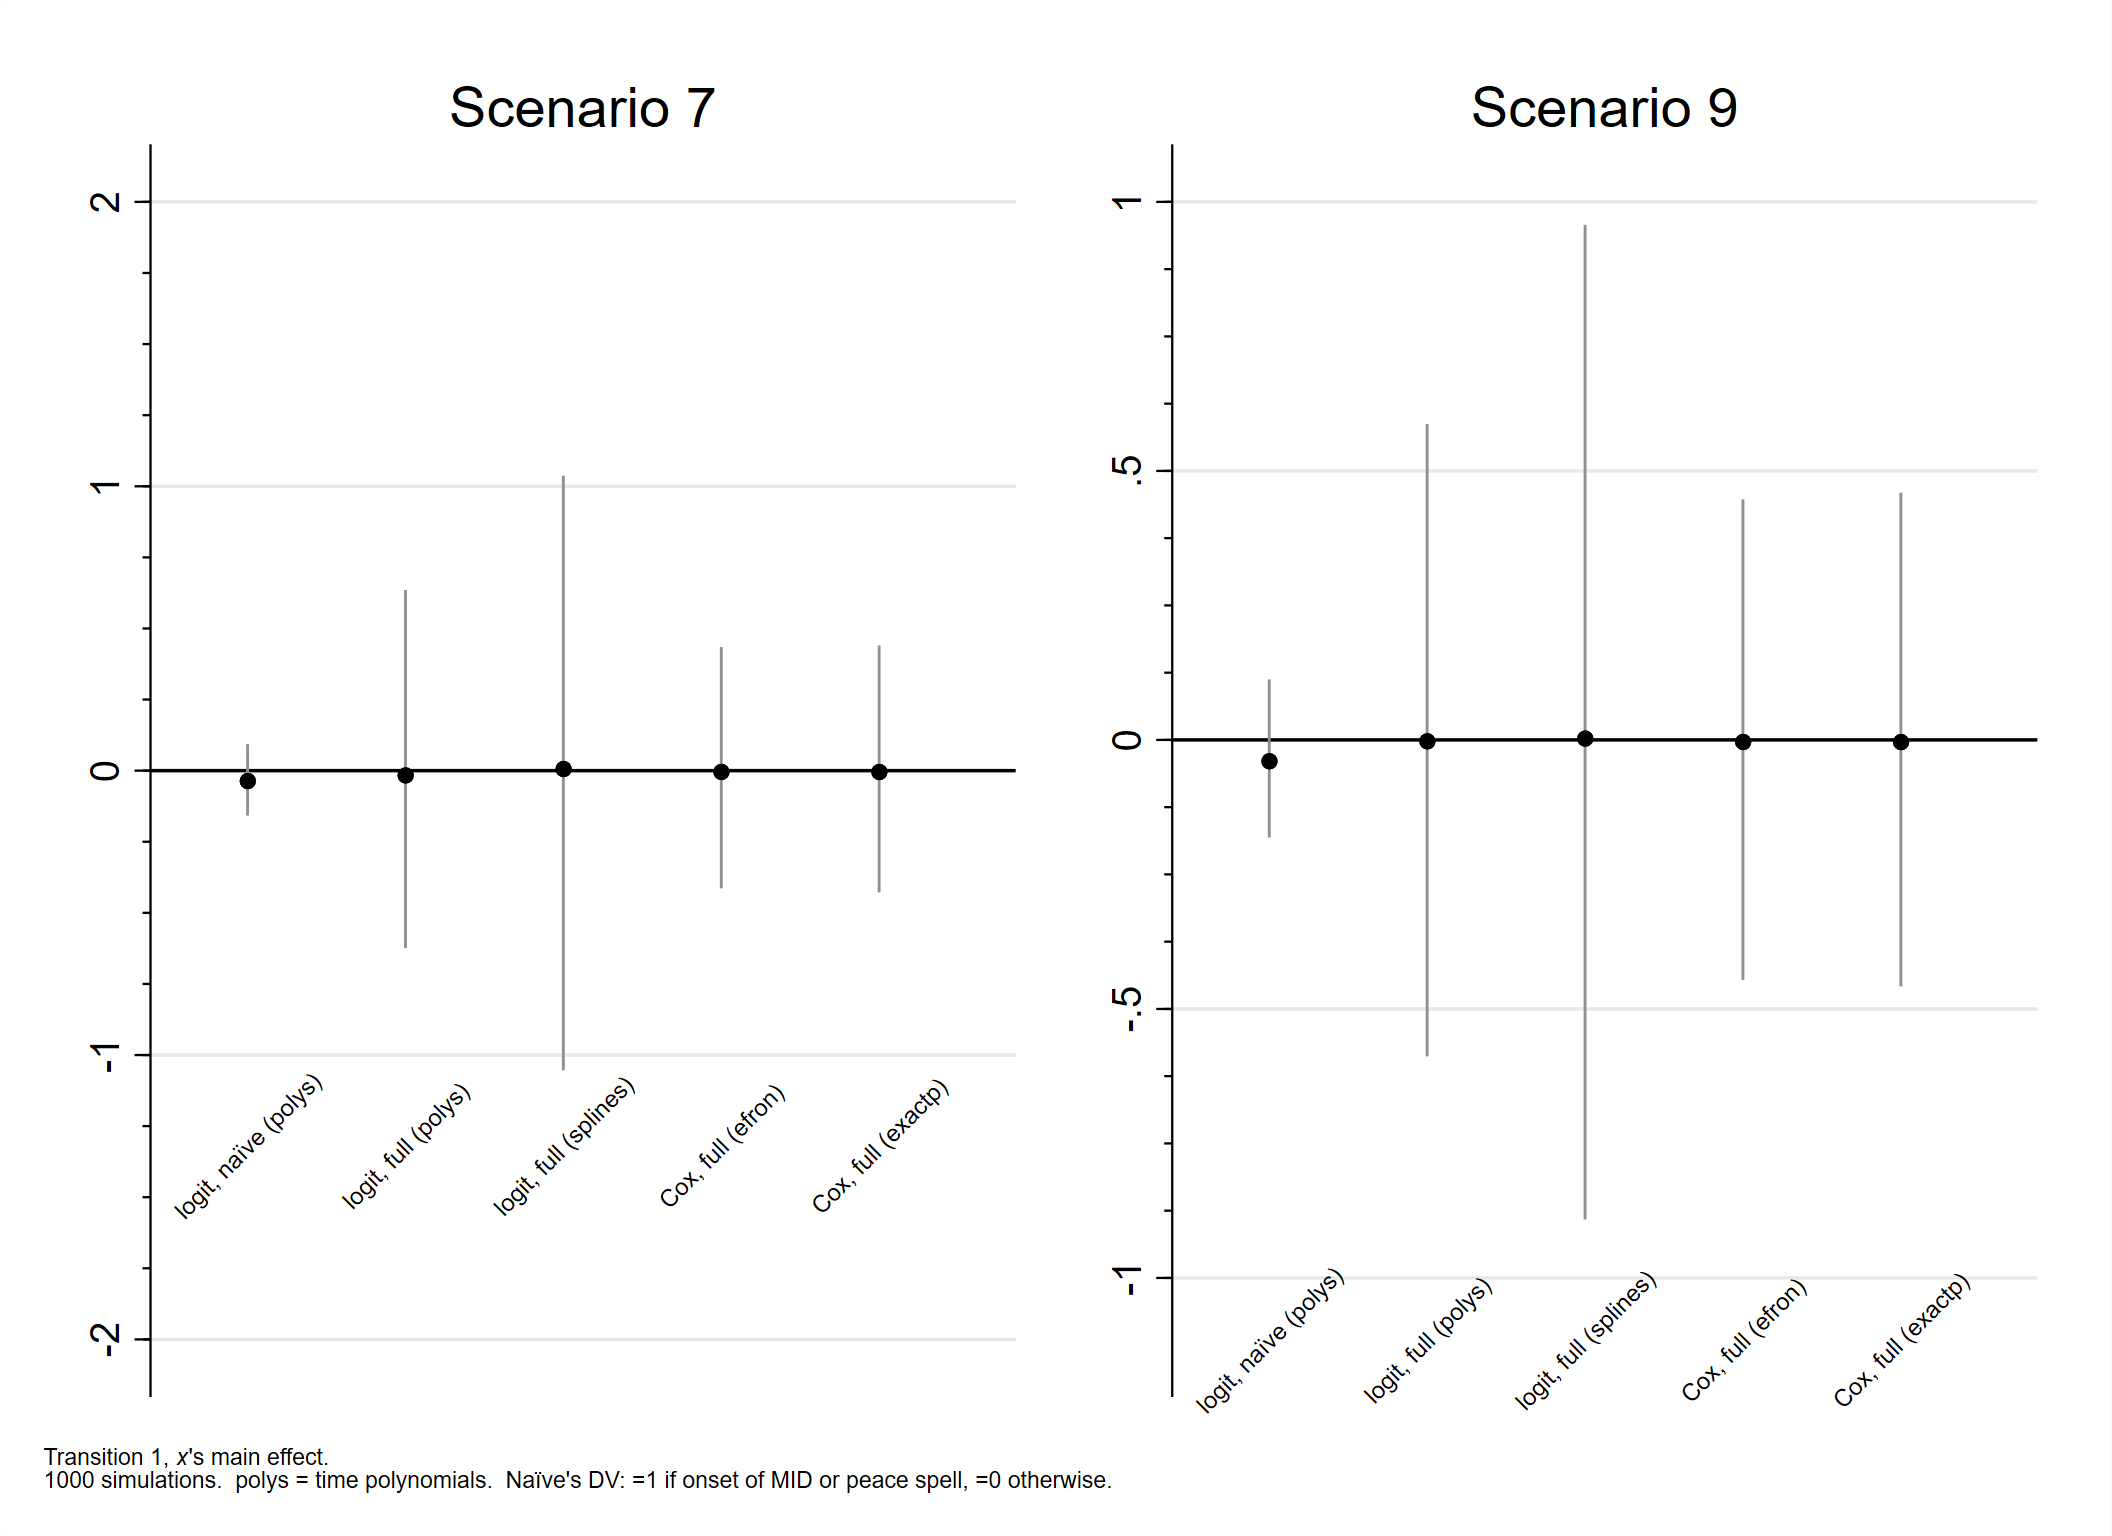 Scenario 7
2
1
0
-1
-2
logit, naïve (polys)
logit, full (polys)
logit, full (splines)
Cox, full (efron)
Cox, full (exactp)
Scenario 9
1
.5
0
-.5
-1
logit, naïve (polys)
logit, full (polys)
logit, full (splines)
Cox, full (efron)
Cox, full (exactp)
Transition 1, x's main effect.
1000 simulations.  polys = time polynomials.  Naïve's DV: =1 if onset of MID or peace spell, =0 otherwise.